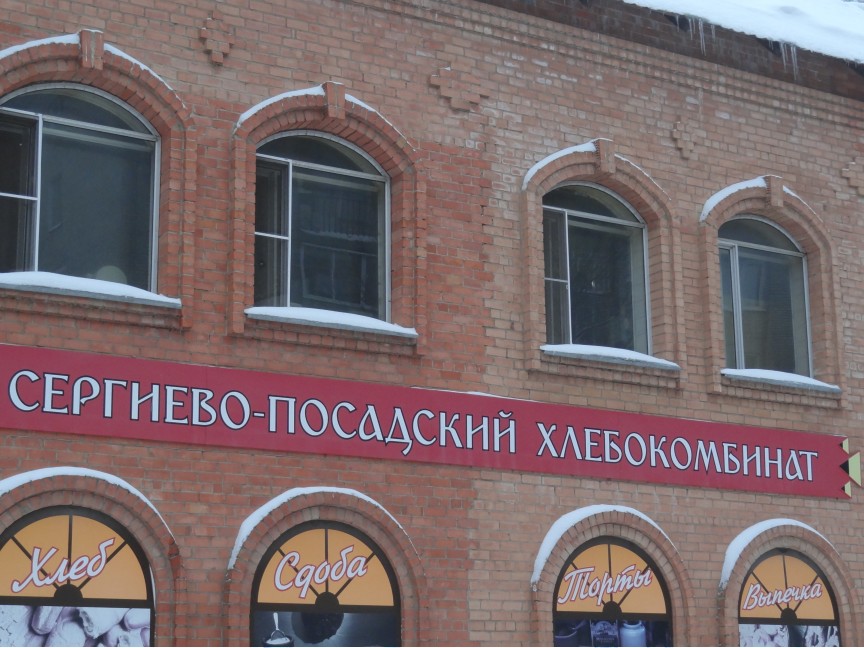 СЕРГИЕВО-ПОСАДСКИЙ ХЛЕБОКОМБИНАТ
Хлеб
Сдоба
Торты
Выпечка